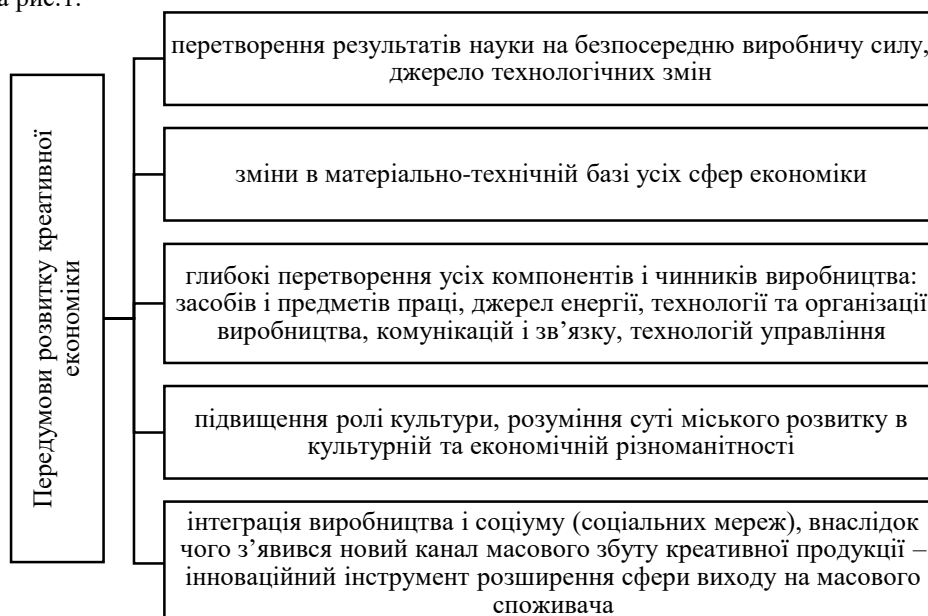 а рис.1.
Передумови розвитку креативної
економіки
перетворення результатів науки на безпосередню виробничу силу,
джерело технологічних змін
зміни в матеріально-технічній базі усіх сфер економіки
глибокі перетворення усіх компонентів і чинників виробництва:
засобів і предметів праці, джерел енергії, технології та організації
виробництва, комунікацій і зв’язку, технологій управління
підвищення ролі культури, розуміння суті міського розвитку в
культурній та економічній різноманітності
інтеграція виробництва і соціуму (соціальних мереж), внаслідок
чого з’явився новий канал масового збуту креативної продукції –
інноваційний інструмент розширення сфери виходу на масового
споживача